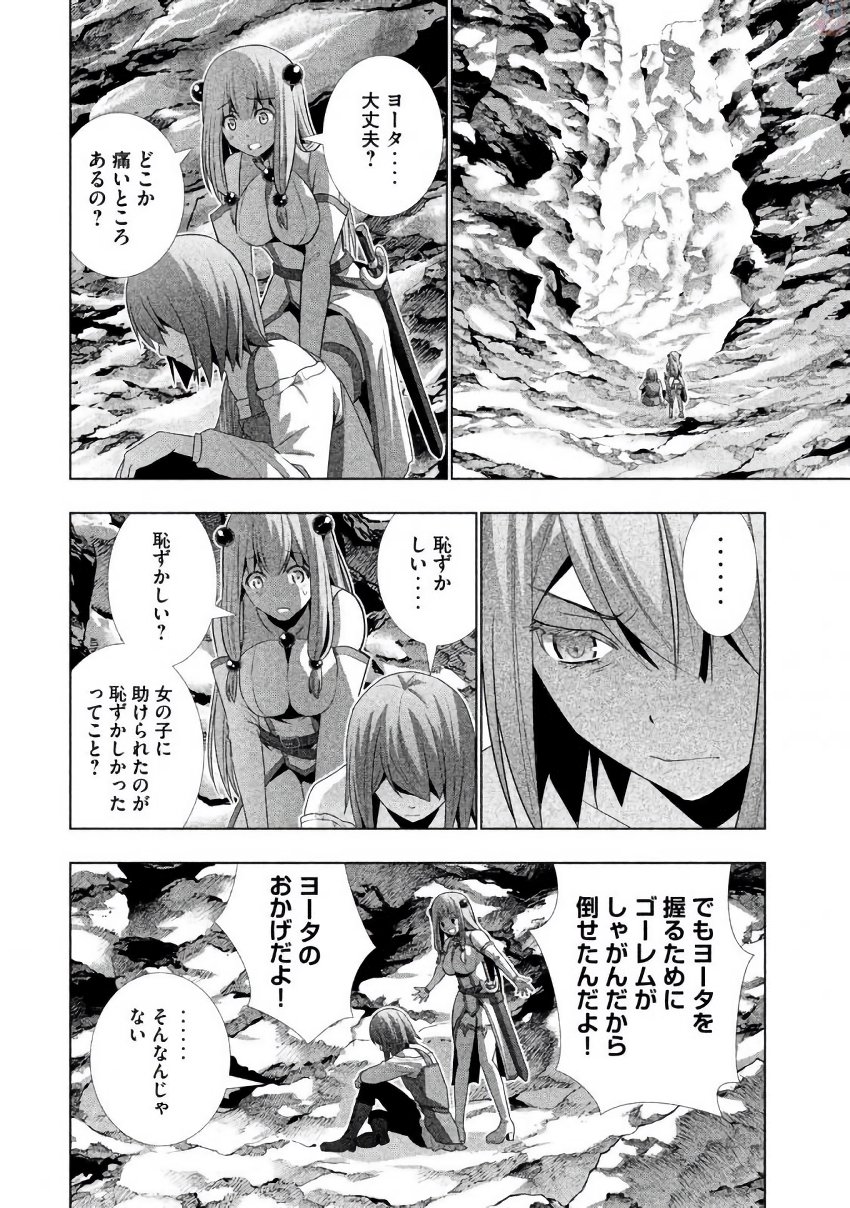 ヨータ‥‥
大丈夫？
どこか
痛いところ
あるの？
‥‥‥
恥ずか
しい‥‥
恥ずかしい？
女の子に
助けられたのが
恥ずかしかった
ってこと？
でもヨータを
握るために
ゴーレムが
しゃがんだから
倒せたんだよ！
ヨータの
おかげだよ！
‥‥‥
そんなんじゃ
ない